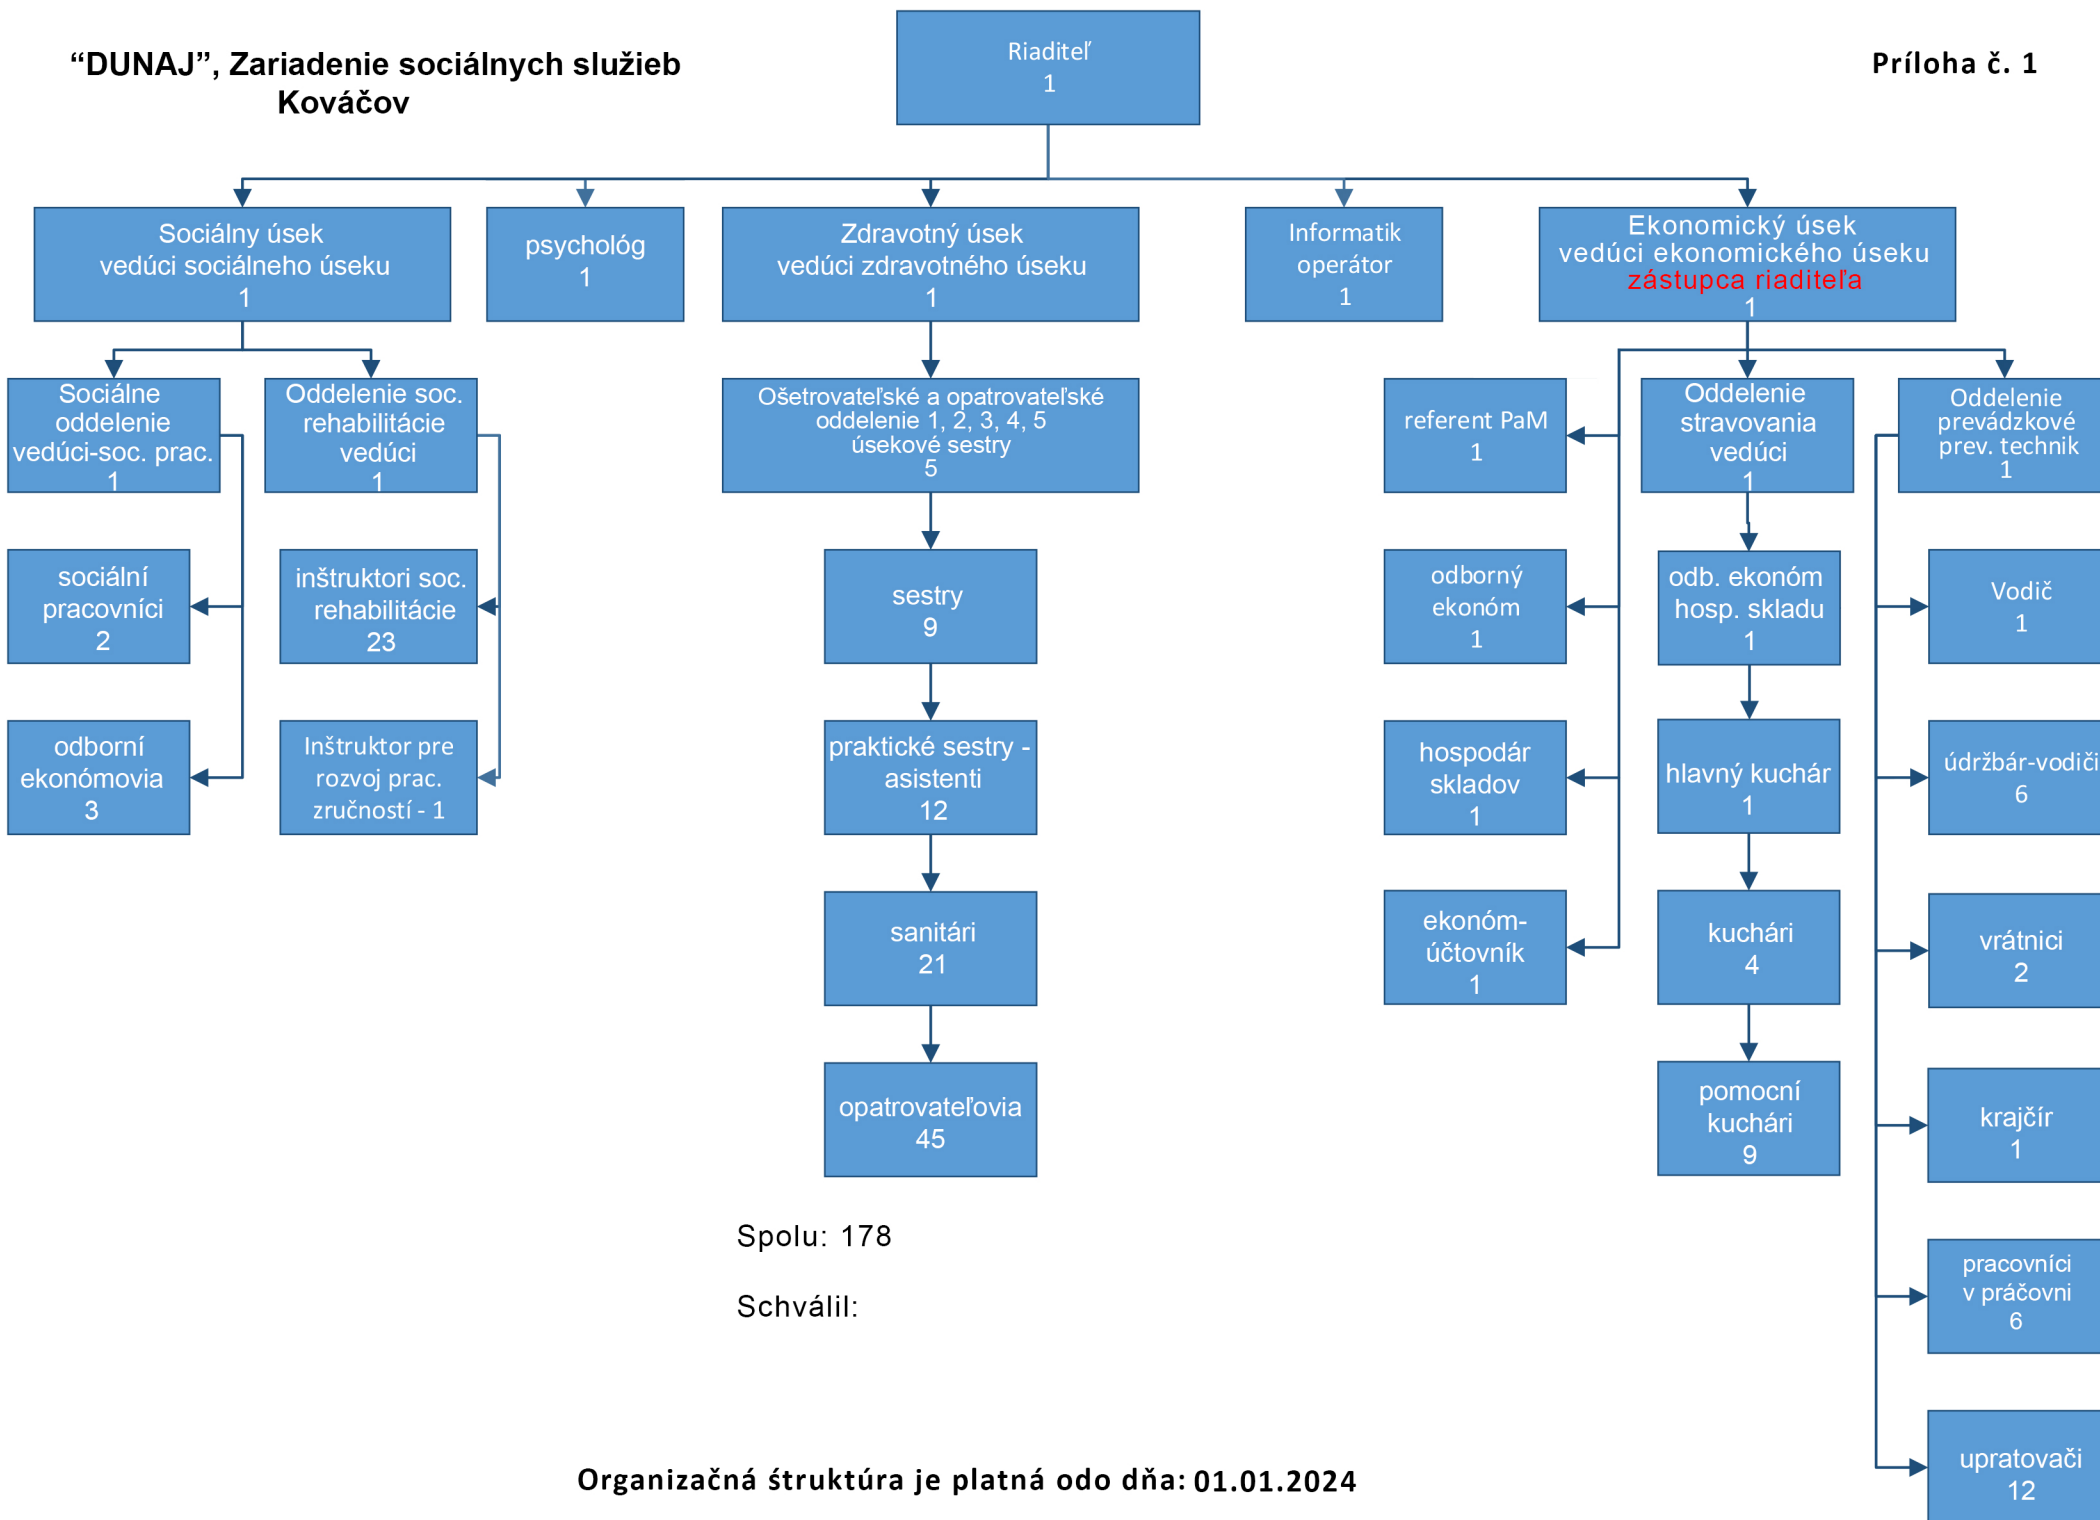 “DUNAJ”, Zariadenie sociálnych služieb
Kováčov
Príloha č. 1
Riaditeľ
1
Sociálny úsek
vedúci sociálneho úseku
1
psychológ
1
Zdravotný úsek
vedúci zdravotného úseku
1
Informatik
operátor
1
Ekonomický úsek
vedúci ekonomického úseku
zástupca riaditeľa
1
Sociálne
oddelenie
vedúci-soc. prac.
1
Oddelenie soc.
rehabilitácie
vedúci
1
Ošetrovateľské a opatrovateľské
oddelenie 1, 2, 3, 4, 5
úsekové sestry
5
referent PaM
1
Oddelenie
stravovania
vedúci
1
Oddelenie
prevádzkové
prev. technik
1
sociální
pracovníci
2
inštruktori soc.
rehabilitácie
23
sestry
9
odborný
ekonóm
1
odb. ekonóm
hosp. skladu
1
Vodič
1
odborní
ekonómovia
3
Inštruktor pre
rozvoj prac.
zručností - 1
praktické sestry -
asistenti
12
hospodár
skladov
1
hlavný kuchár
1
údržbár-vodiči
6
sanitári
21
ekonóm-
účtovník
1
kuchári
4
vrátnici
2
opatrovateľovia
45
pomocní
kuchári
9
krajčír
1
Spolu: 178
Schválil:
pracovníci
v práčovni
6
upratovači
12
Organizačná śtruktúra je platná odo dňa: 01.01.2024